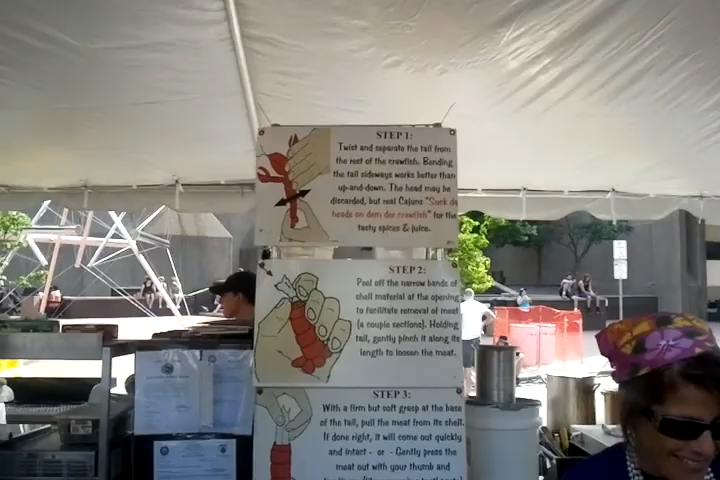 STEP 1:
Twist and separate the tail from
the rest of the crawfish. Bending
the tail sideways works better than
up-and-down. The head may be
discarded, but real Cajuns "Suck da
heads on dem der crawfish" for the
tasty spices & juice.
STEP 2:
Peel off the narrow bands of
shell material at the opening
to facilitate removal of meat
(a couple sections). Holding
tail, gently pinch it along its
length to loosen the meat.
STEP 3:
With a firm but soft grasp at the base
of the tail, pull the meat from its shell.
If done right, it will come out quickly
and intact - or - Gently press the
meat out with your thumb and